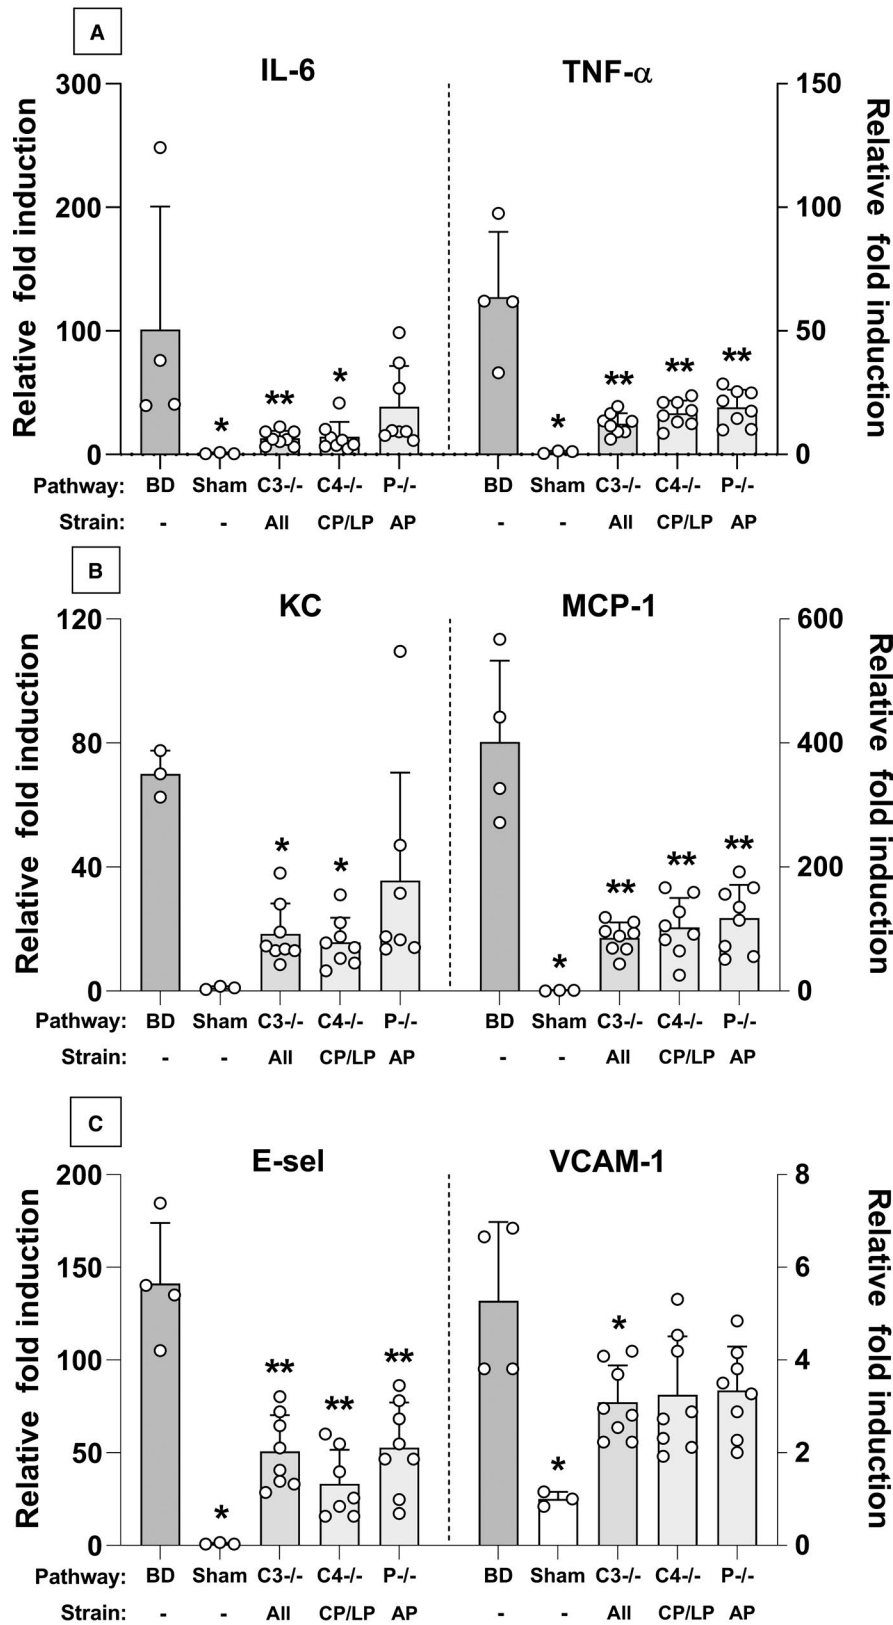 A
IL-6 TNF-α
300 150
** ** **
200 100
* * * **
100 50
0 0
Relative fold induction
Relative fold induction
Pathway: BD Sham C3-/- C4-/- P-/- BD Sham C3-/- C4-/- P-/-
Strain: - - All CP/LP AP - - All CP/LP AP
B
KC MCP-1
120 600
80 400
* * * ** ** **
40 200
0 0
Relative fold induction
Relative fold induction
Pathway: BD Sham C3-/- C4-/- P-/- BD Sham C3-/- C4-/- P-/-
Strain: - - All CP/LP AP - - All CP/LP AP
C
E-sel VCAM-1
200 8
150 6
* ** ** ** * *
100 4
50 2
0 0
Relative fold induction
Relative fold induction
Pathway: BD Sham C3-/- C4-/- P-/- BD Sham C3-/- C4-/- P-/-
Strain: - - All CP/LP AP - - All CP/LP AP